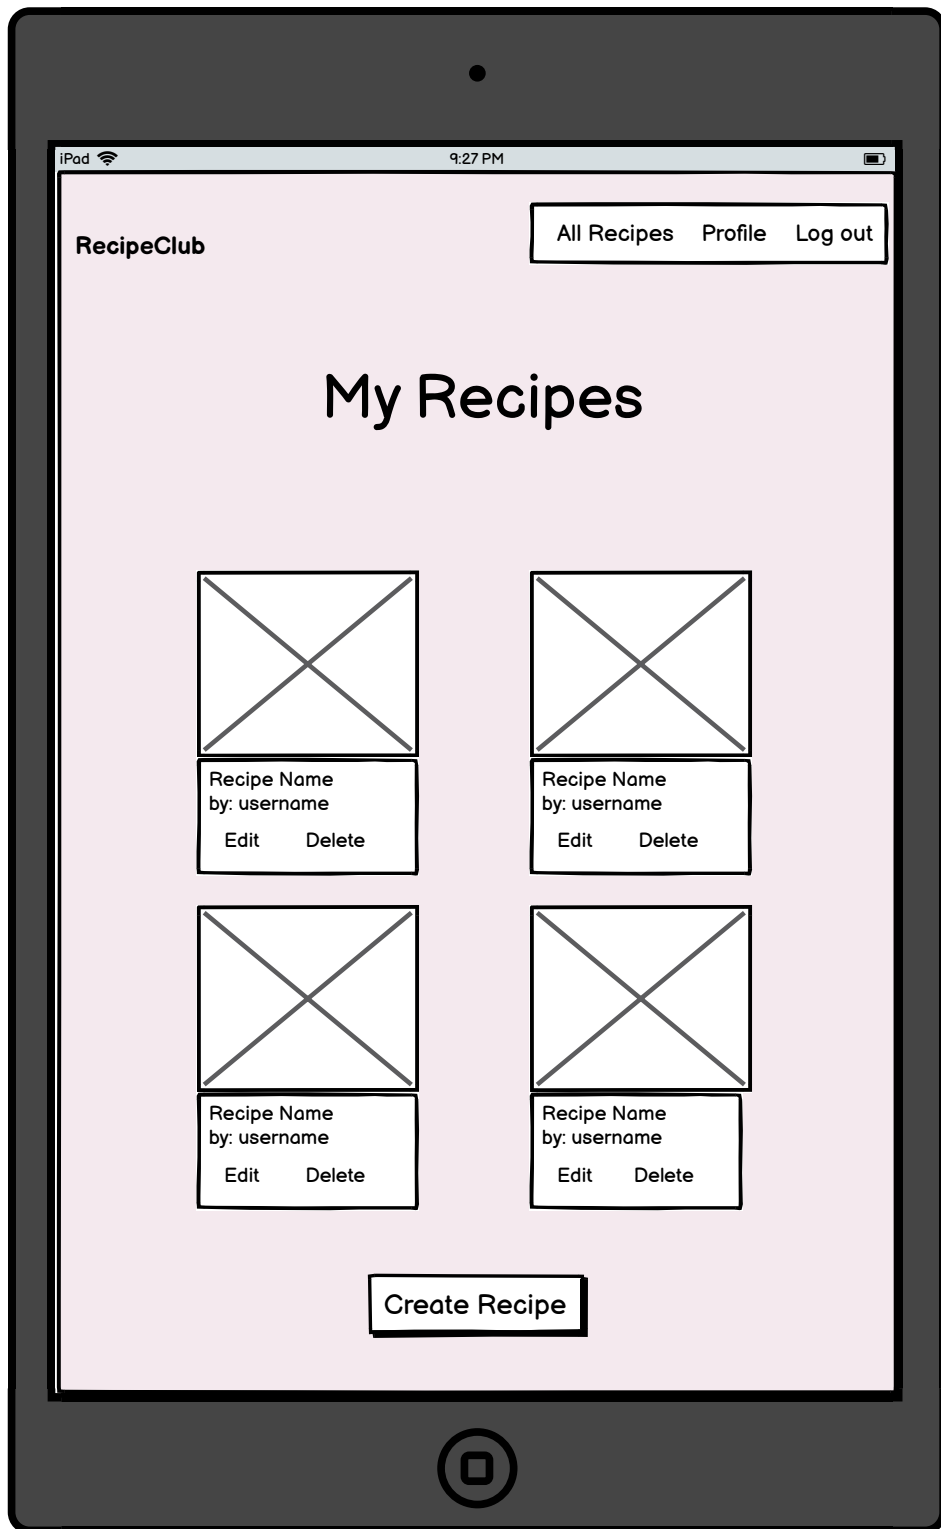 iPad 9:27 PM
RecipeClub
All Recipes Profile Log out
My Recipes
Recipe Name
by: username
Edit Delete
Recipe Name
by: username
Edit Delete
Recipe Name
by: username
Edit Delete
Recipe Name
by: username
Edit Delete
Create Recipe